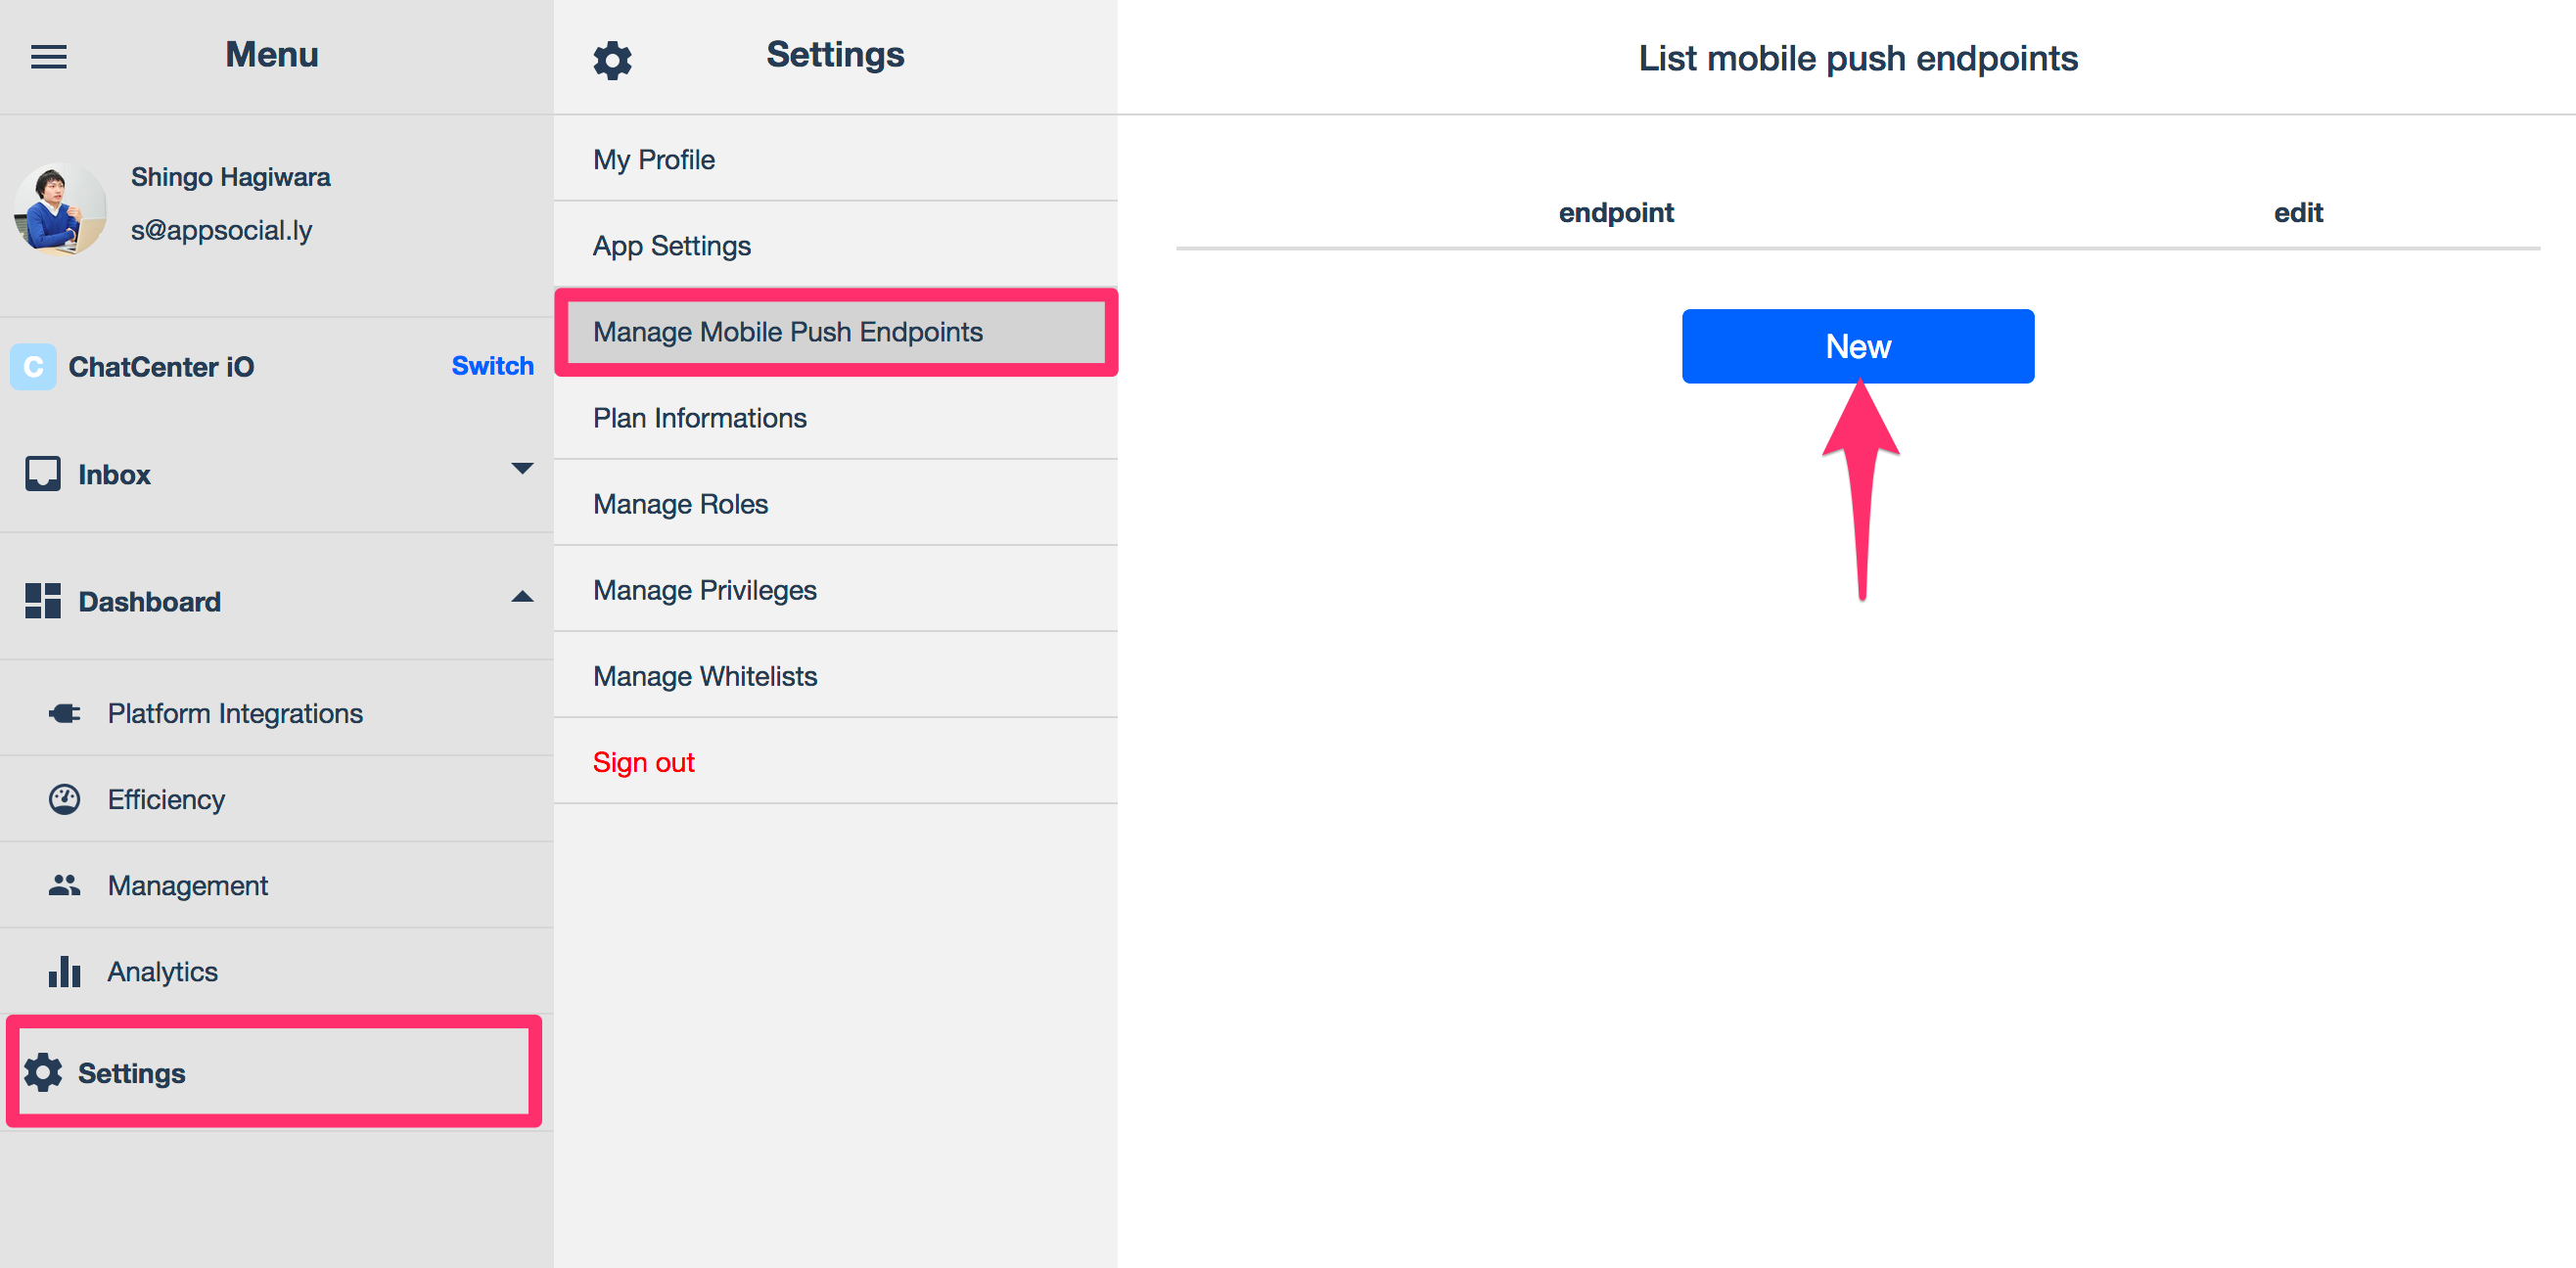 Menu
Shingo Hagiwara
s@appsocial.ly
C ChatCenter iO Switch
Inbox
Dashboard
Platform Integrations
Efficiency
Management
Analytics
Settings
Settings
My Profile
App Settings
Manage Mobile Push Endpoints
Plan Informations
Manage Roles
Manage Privileges
Manage Whitelists
Sign out
List mobile push endpoints
endpoint edit
New